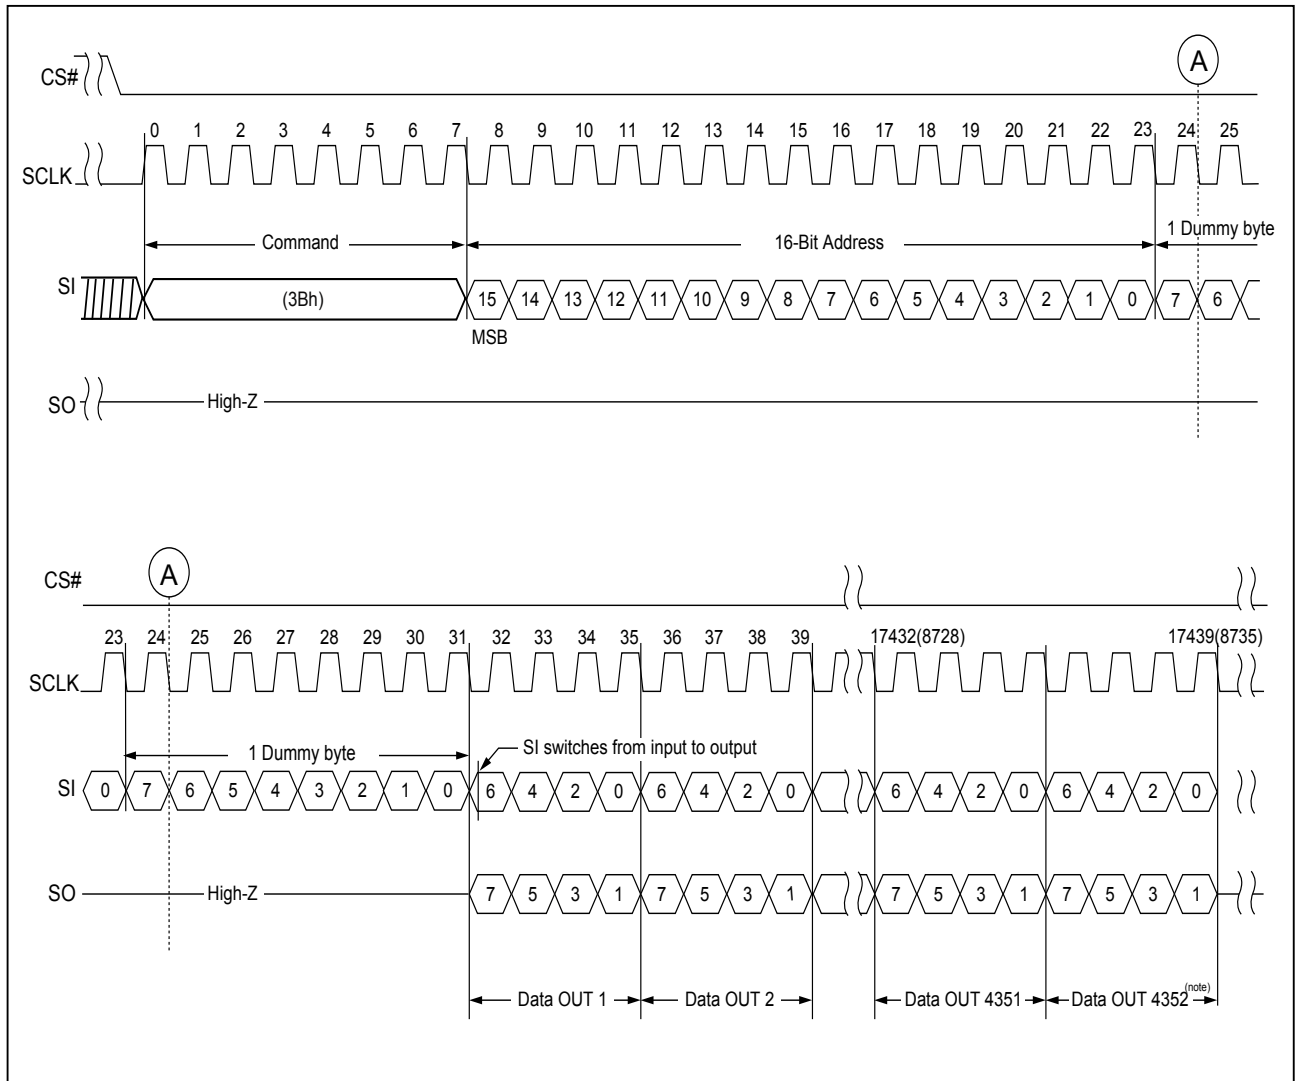 CS#
A
0 1 2 3 4 5 6 7 8 9 10 11 12 13 14 15 16 17 18 19 20 21 22 23 24 25
SCLK
Command 16-Bit Address 1 Dummy byte
SI (3Bh) 15 14 13 12 11 10 9 8 7 6 5 4 3 2 1 0 7 6
MSB
SO High-Z
A
CS#
23 24 25 26 27 28 29 30 31 32 33 34 35 36 37 38 39 17432(8728) 17439(8735)
SCLK
1 Dummy byte SI switches from input to output
SI 0 7 6 5 4 3 2 1 0 6 4 2 0 6 4 2 0 6 4 2 0 6 4 2 0
SO High-Z 7 5 3 1 7 5 3 1 7 5 3 1 7 5 3 1
Data OUT 1 Data OUT 2 Data OUT 4351 Data OUT 4352 (note)